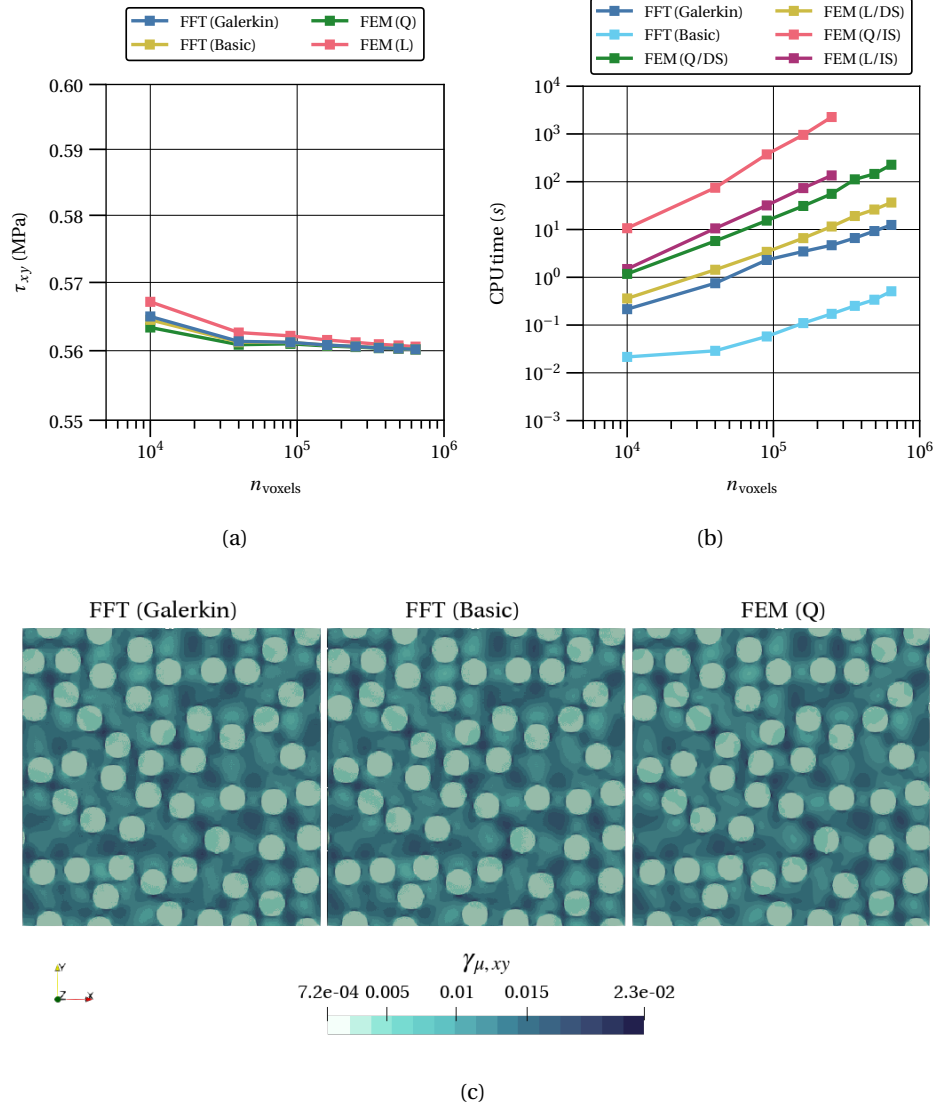 FFT (Galerkin)
FFT (Basic)
FEM (Q)
FEM (L)
0.60
0.59
0.58
0.57
0.56
0.55
τxy (MPa)
10^4
10^5
10^6
nvoxels
(a)
FFT (Galerkin)
FFT (Basic)
FEM (Q/DS)
FEM (L/DS)
FEM (Q/IS)
FEM (L/IS)
10^4
10^3
10^2
10^1
10^0
10^−1
10^−2
10^−3
CPU time (s)
10^4
10^5
10^6
nvoxels
(b)
FFT (Galerkin)
FFT (Basic)
FEM (Q)
Y
Z
X
γμ,xy
7.2e-04 0.005 0.01 0.015 2.3e-02
(c)